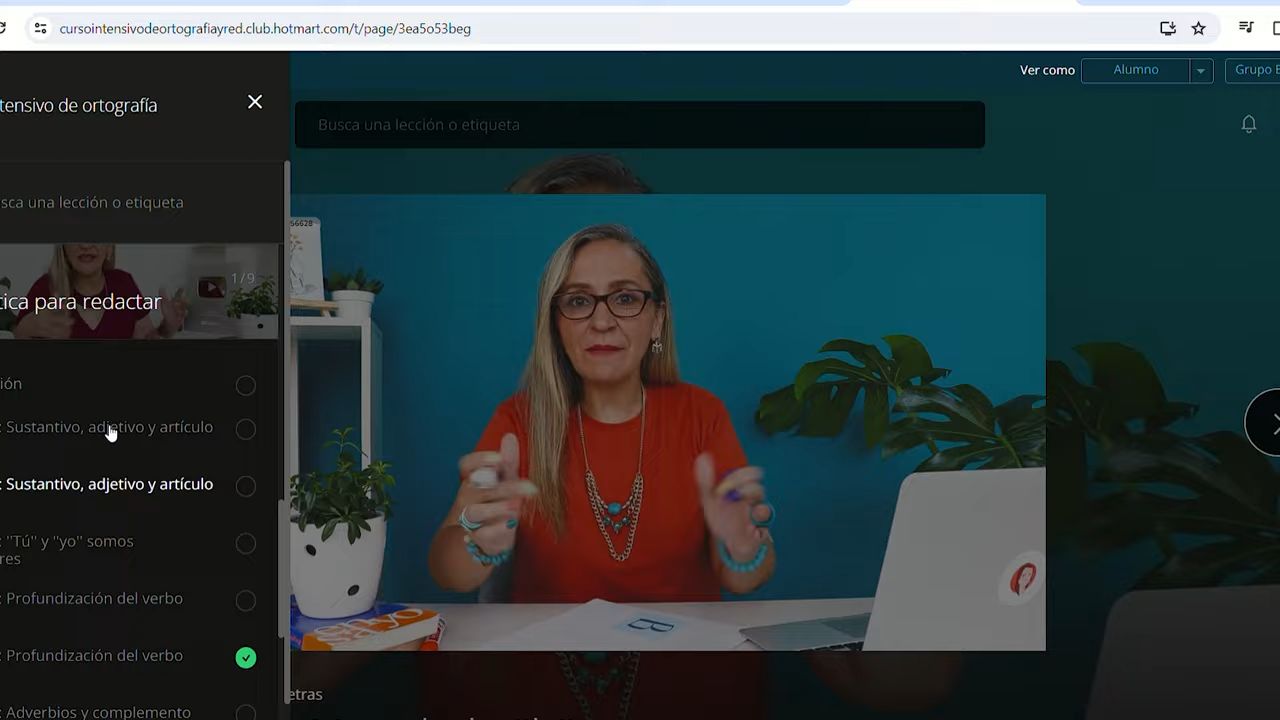 cursointensivodeortografiayred.club.hotmart.com/t/page/3ea5o53beg
Ver como
Alumno
Grupo
tensivo de ortografía
Busca una lección o etiqueta
sca una lección o etiqueta
1/9
tica para redactar
ión
: Sustantivo, adjetivo y artículo
: Sustantivo, adjetivo y artículo
: "Tú" y "yo" somos
res
: Profundización del verbo
: Profundización del verbo
: Adverbios y complemento
56628
B
etras